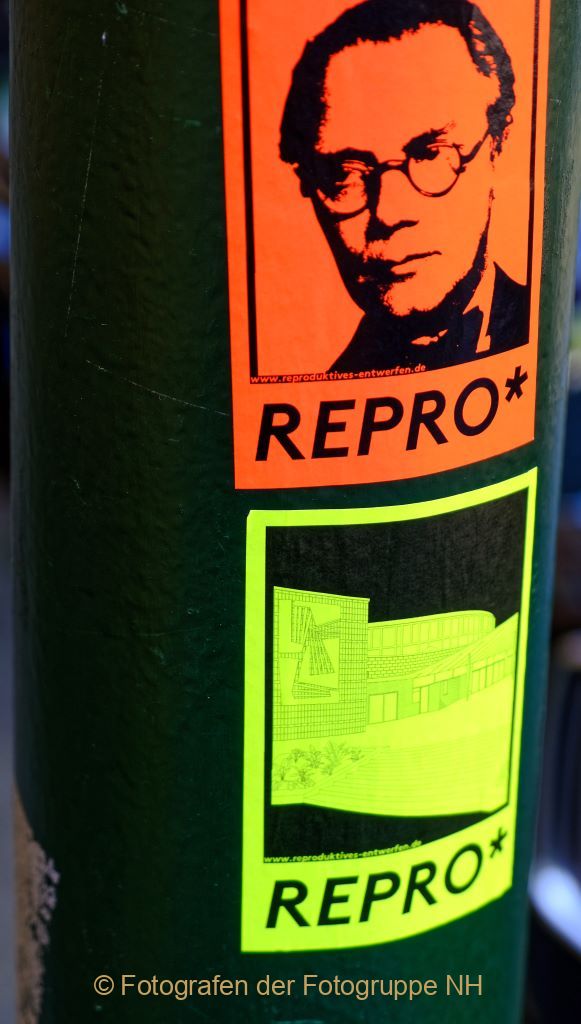 www.reproduktives-entwerfen.de
REPRO*
www.reproduktives-entwerfen.de
REPRO*
© Fotografen der Fotogruppe NH